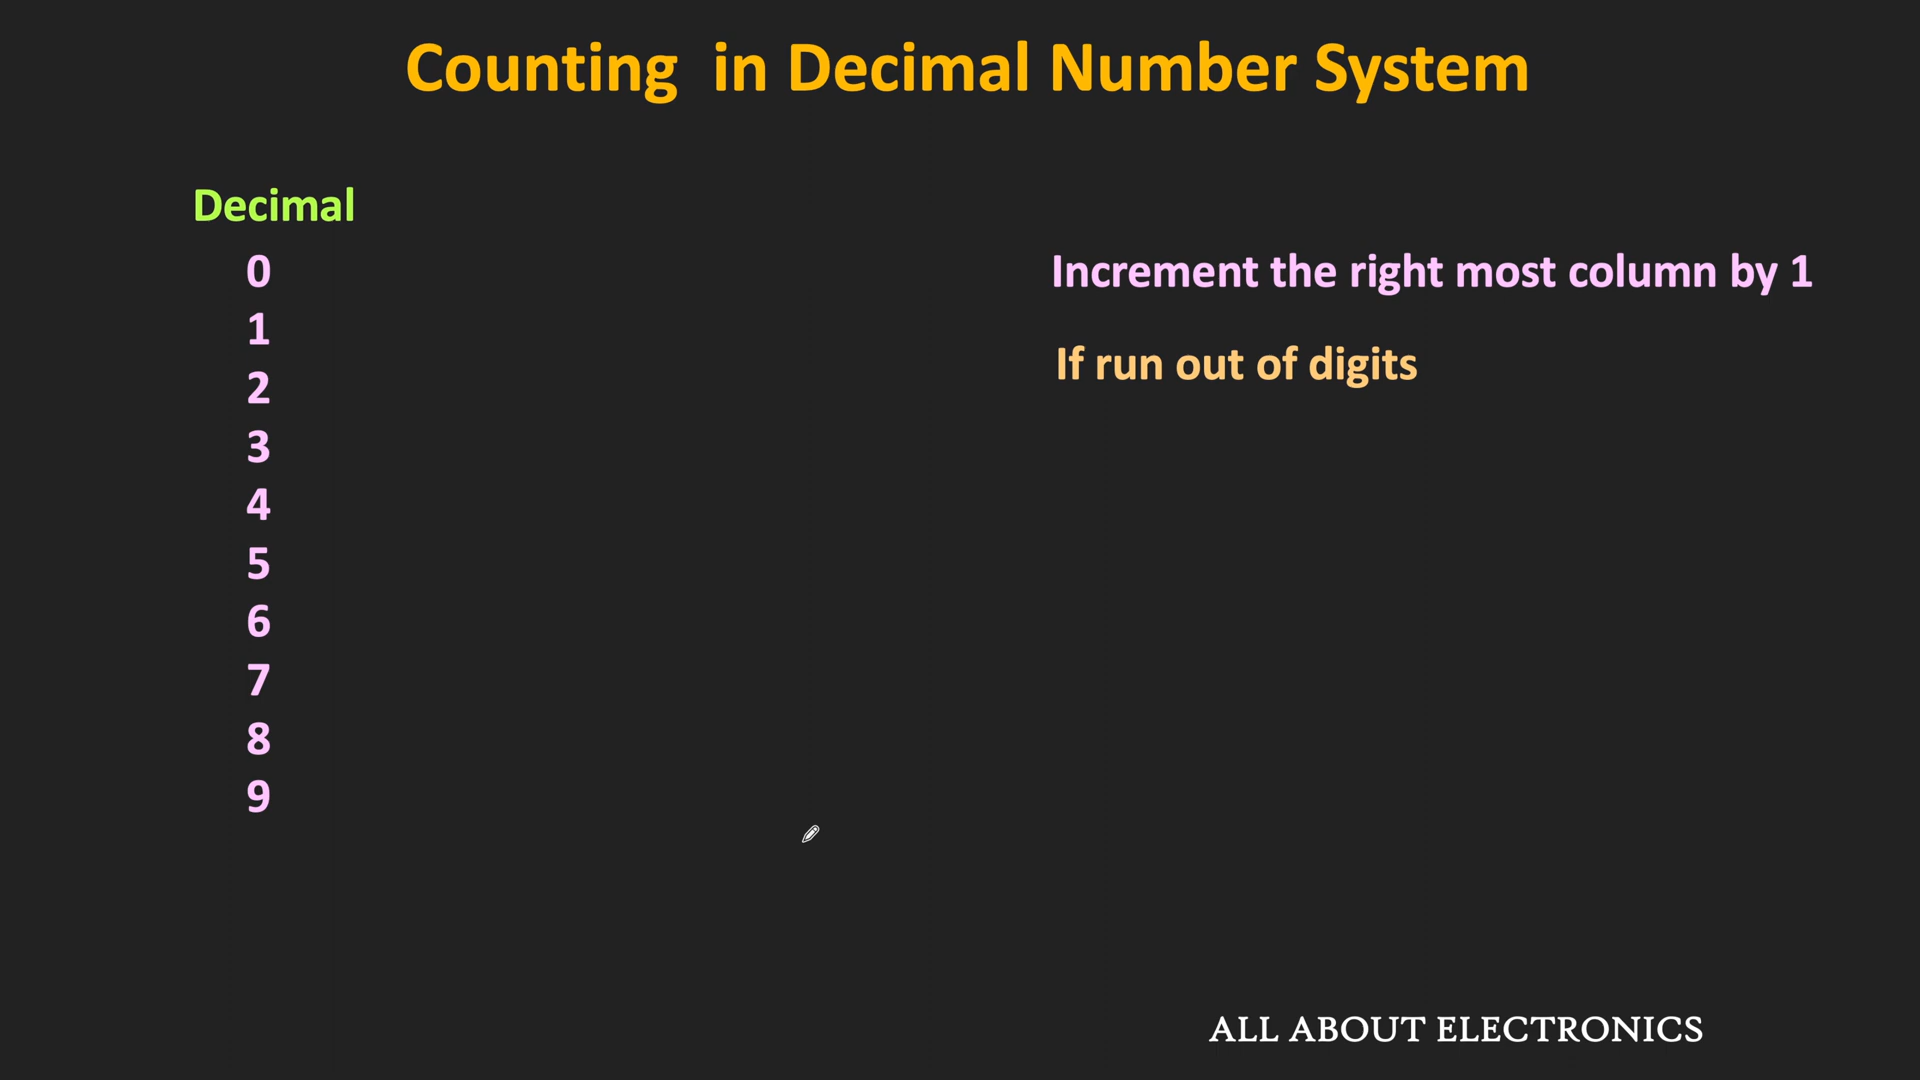 Counting in Decimal Number System
Decimal
0
1
2
3
4
5
6
7
8
9
Increment the right most column by 1
If run out of digits
ALL ABOUT ELECTRONICS